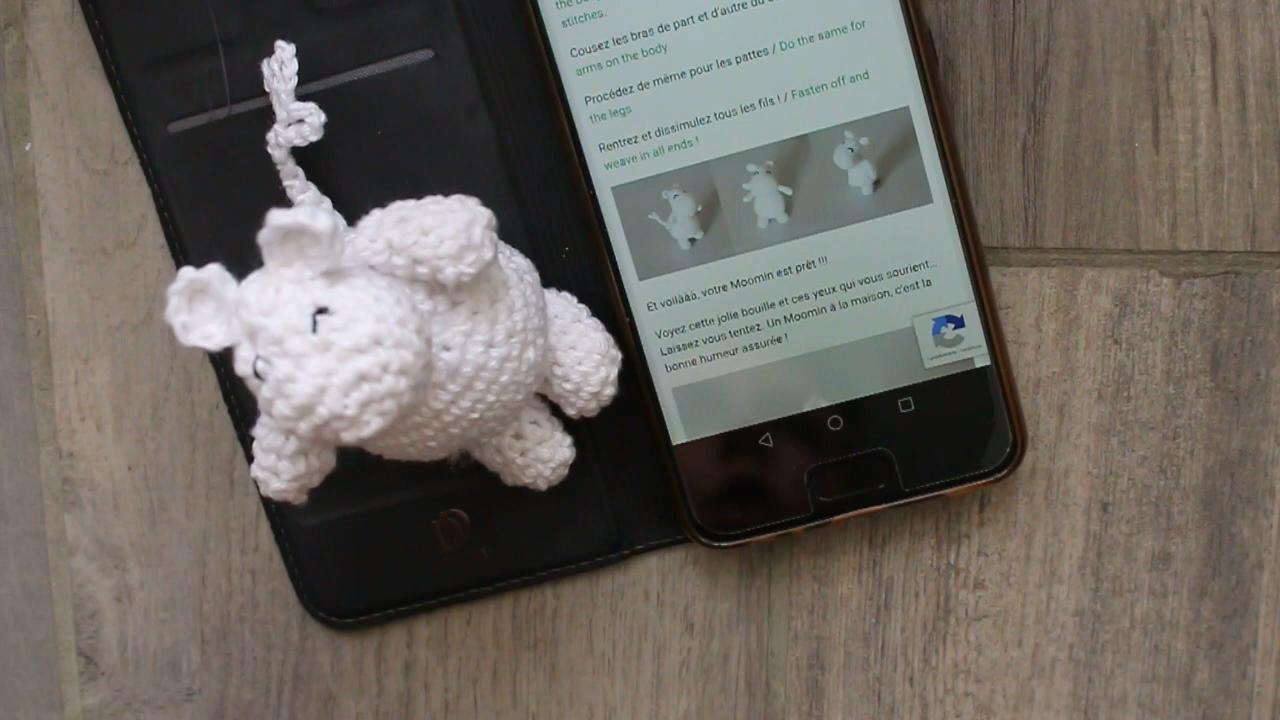 the body
stitches.
Cousez les bras de part et d'autre du
arms on the body
Procédez de même pour les pattes / Do the same for
the legs
Rentrez et dissimulez tous les fils ! / Fasten off and
weave in all ends !
Et voilààà, votre Moomin est prêt !!!
Voyez cette jolie bouille et ces yeux qui vous sourient...
Laissez vous tentez. Un Moomin à la maison, c'est la
bonne humeur assurée !
D